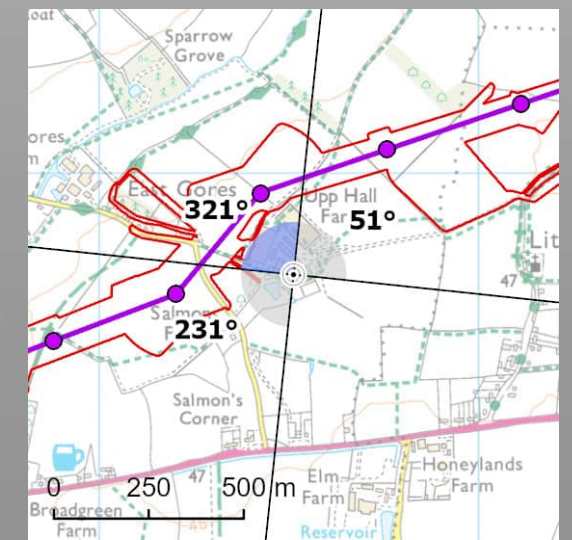 oat
Sparrow
Grove
ores
m
East Gores
321°
Upp Hall
Far
51°
Lit
47
Salmon
F
231°
Salmon's
Corner
47
0 250 500 m
Elm
Farm
Honeylands
Farm
Broadgreen
Farm
45
Reservoir